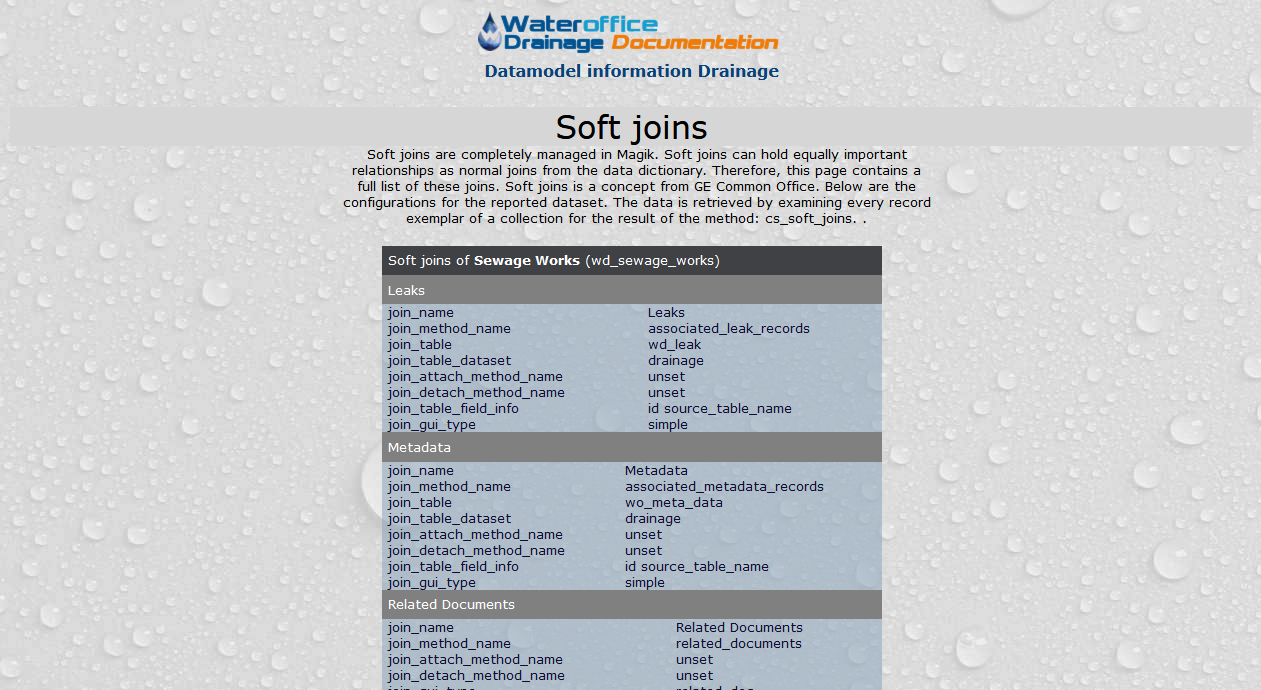 Wateroffice
Drainage Documentation
Datamodel information Drainage
Soft joins
Soft joins are completely managed in Magik. Soft joins can hold equally important
relationships as normal joins from the data dictionary. Therefore, this page contains a
full list of these joins. Soft joins is a concept from GE Common Office. Below are the
configurations for the reported dataset. The data is retrieved by examining every record
exemplar of a collection for the result of the method: cs_soft_joins. .
Soft joins of Sewage Works (wd_sewage_works)
Leaks
join_name Leaks
join_method_name associated_leak_records
join_table wd_leak
join_table_dataset drainage
join_attach_method_name unset
join_detach_method_name unset
join_table_field_info id source_table_name
join_gui_type simple
Metadata
join_name Metadata
join_method_name associated_metadata_records
join_table wo_meta_data
join_table_dataset drainage
join_attach_method_name unset
join_detach_method_name unset
join_table_field_info id source_table_name
join_gui_type simple
Related Documents
join_name Related Documents
join_method_name related_documents
join_attach_method_name unset
join_detach_method_name unset
join_gui_type related_doc